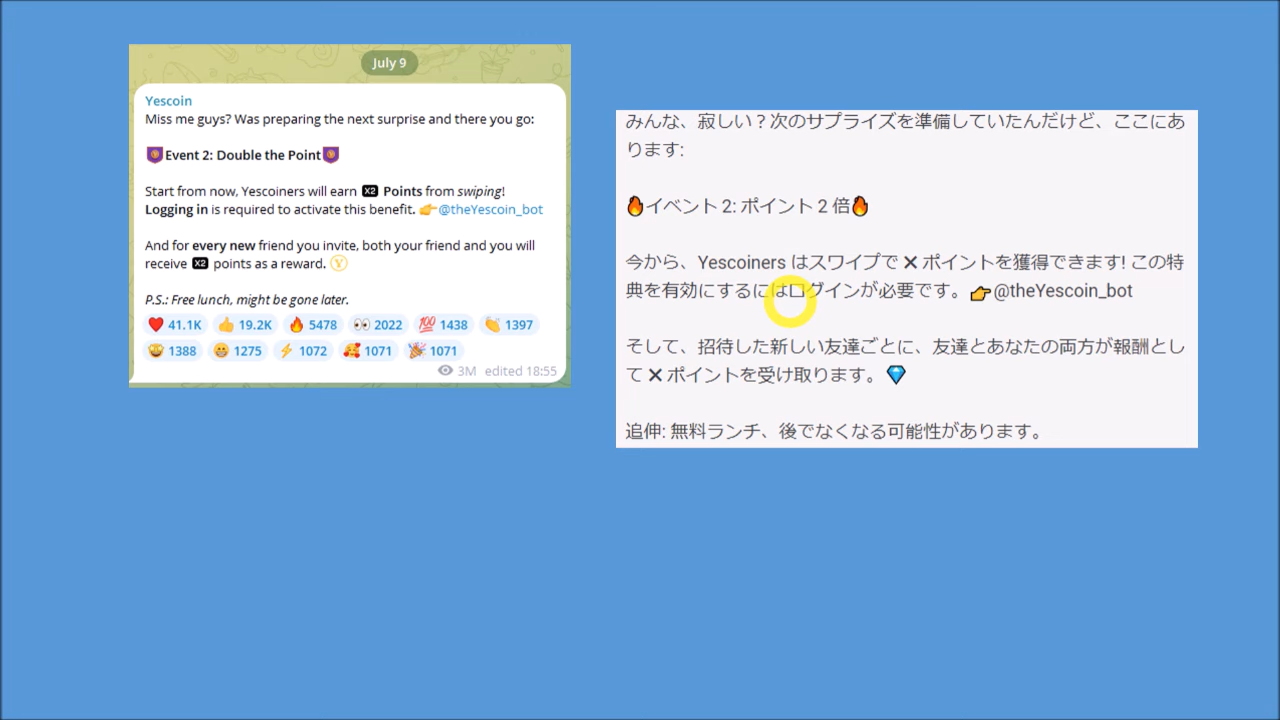 July 9
Yescoin
Miss me guys? Was preparing the next surprise and there you go:
Event 2: Double the Point
Start from now, Yescoiners will earn X2 Points from swiping!
Logging in is required to activate this benefit. 👉@theYescoin_bot
And for every new friend you invite, both your friend and you will
receive X2 points as a reward. Ⓨ
P.S.: Free lunch, might be gone later.
❤️ 41.1K 👍 19.2K 🔥 5478 👀 2022 💯 1438 👏 1397
🤩 1388 😁 1275 ⚡ 1072 🥰 1071 🎉 1071
3M edited 18:55
みんな、寂しい？次のサプライズを準備していたんだけど、ここにあ
ります:
🔥イベント 2: ポイント 2 倍🔥
今から、Yescoiners はスワイプで ✕ ポイントを獲得できます! この特
典を有効にするにはログインが必要です。👉@theYescoin_bot
そして、招待した新しい友達ごとに、友達とあなたの両方が報酬とし
て ✕ ポイントを受け取ります。💎
追伸: 無料ランチ、後でなくなる可能性があります。